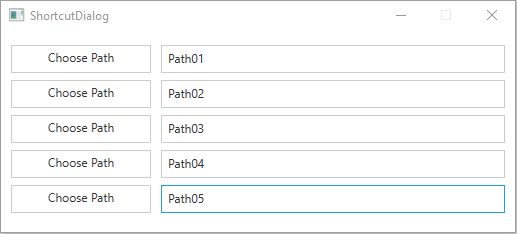 ShortcutDialog
Choose Path Path01
Choose Path Path02
Choose Path Path03
Choose Path Path04
Choose Path Path05